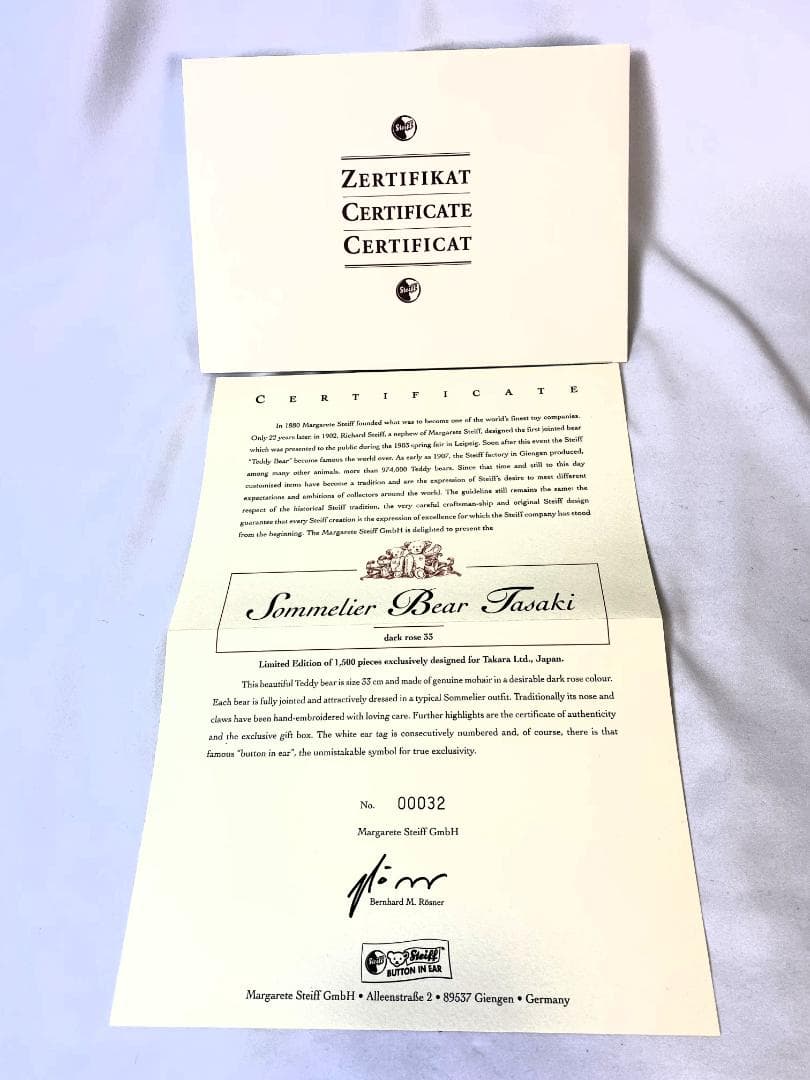 Steiff
ZERTIFIKAT
CERTIFICATE
CERTIFICAT
Steiff
CERTIFICATE
In 1880 Margarete Steiff founded what was to become one of the world's finest toy companies.
Only 22 years later, in 1902, Richard Steiff, a nephew of Margarete Steiff, designed the first jointed bear
which was presented to the public during the 1903 spring fair in Leipzig. Soon after this event the Steiff
"Teddy Bear" became famous the world over. As early as 1907, the Steiff factory in Giengen produced,
among many other animals, more than 974,000 Teddy bears. Since that time and still to this day
customised items have become a tradition and are the expression of Steiff's desire to meet different
expectations and ambitions of collectors around the world. The guideline still remains the same: the
respect of the historical Steiff tradition, the very careful craftsman-ship and original Steiff design
guarantee that every Steiff creation is the expression of excellence for which the Steiff company has stood
from the beginning. The Margarete Steiff GmbH is delighted to present the
Sommelier Bear Tasaki
dark rose 33
Limited Edition of 1,500 pieces exclusively designed for Takara Ltd., Japan.
This beautiful Teddy bear is size 33 cm and made of genuine mohair in a desirable dark rose colour.
Each bear is fully jointed and attractively dressed in a typical Sommelier outfit. Traditionally its nose and
claws have been hand-embroidered with loving care. Further highlights are the certificate of authenticity
and the exclusive gift box. The white ear tag is consecutively numbered and, of course, there is that
famous "button in ear", the unmistakable symbol for true exclusivity.
No. 00032
Margarete Steiff GmbH
Bernhard M. Rösner
Steiff Steiff
BUTTON IN EAR
Margarete Steiff GmbH • Alleenstraße 2 • 89537 Giengen • Germany